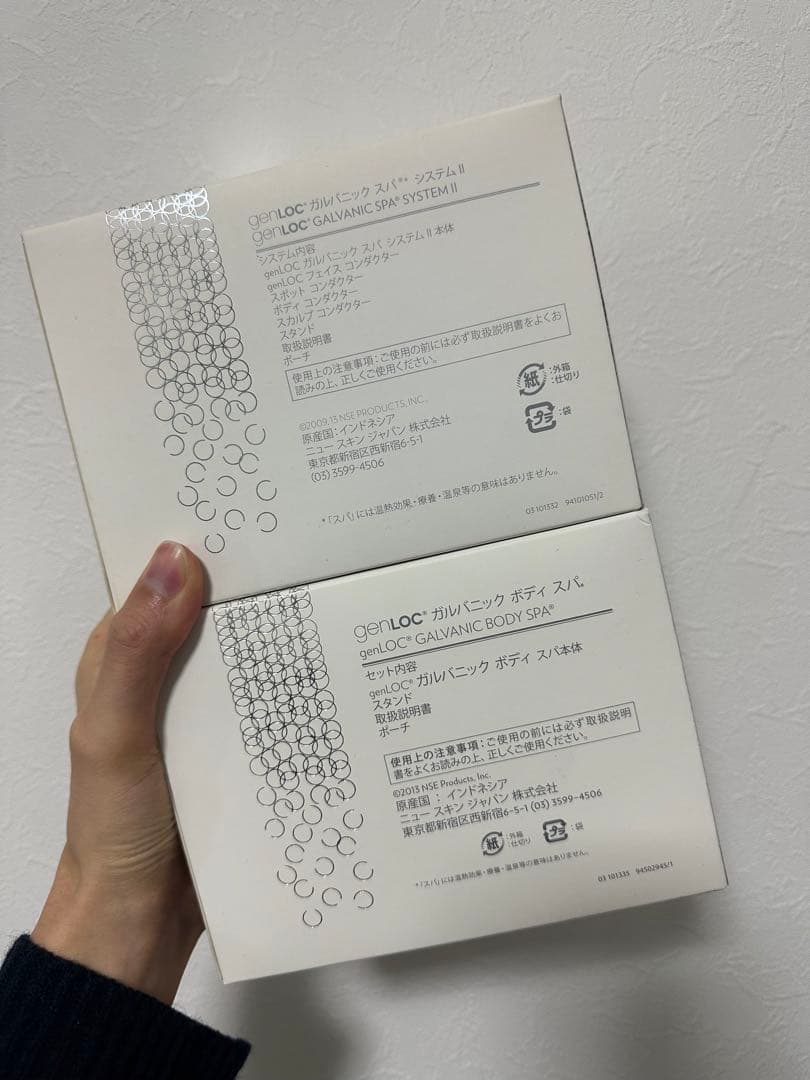 genLOC® ガルバニック スパ®* システム II
genLOC® GALVANIC SPA® SYSTEM II
システム内容
genLOC ガルバニック スパ システム II 本体
genLOC フェイス コンダクター
スポット コンダクター
ボディ コンダクター
スカルプ コンダクター
スタンド
取扱説明書
ポーチ
使用上の注意事項：ご使用の前には必ず取扱説明書をよくお
読みの上、正しくご使用ください。
紙 :外箱
:仕切り
プラ :袋
©2009, 13 NSE PRODUCTS, INC.
原産国：インドネシア
ニュー スキン ジャパン 株式会社
東京都新宿区西新宿6-5-1
(03) 3599-4506
*「スパ」には温熱効果・療養・温泉等の意味はありません。
03 101332 94101051/2
genLOC® ガルバニック ボディ スパ*
genLOC® GALVANIC BODY SPA®
セット内容
genLOC® ガルバニック ボディ スパ本体
スタンド
取扱説明書
ポーチ
使用上の注意事項：ご使用の前には必ず取扱説明
書をよくお読みの上、正しくご使用ください。
©2013 NSE Products, Inc.
原産国 ： インドネシア
ニュー スキン ジャパン 株式会社
東京都新宿区西新宿6-5-1 (03) 3599-4506
紙 :外箱
:仕切り
プラ :袋
*「スパ」には温熱効果・療養・温泉等の意味はありません。
03 101335 94502945/1